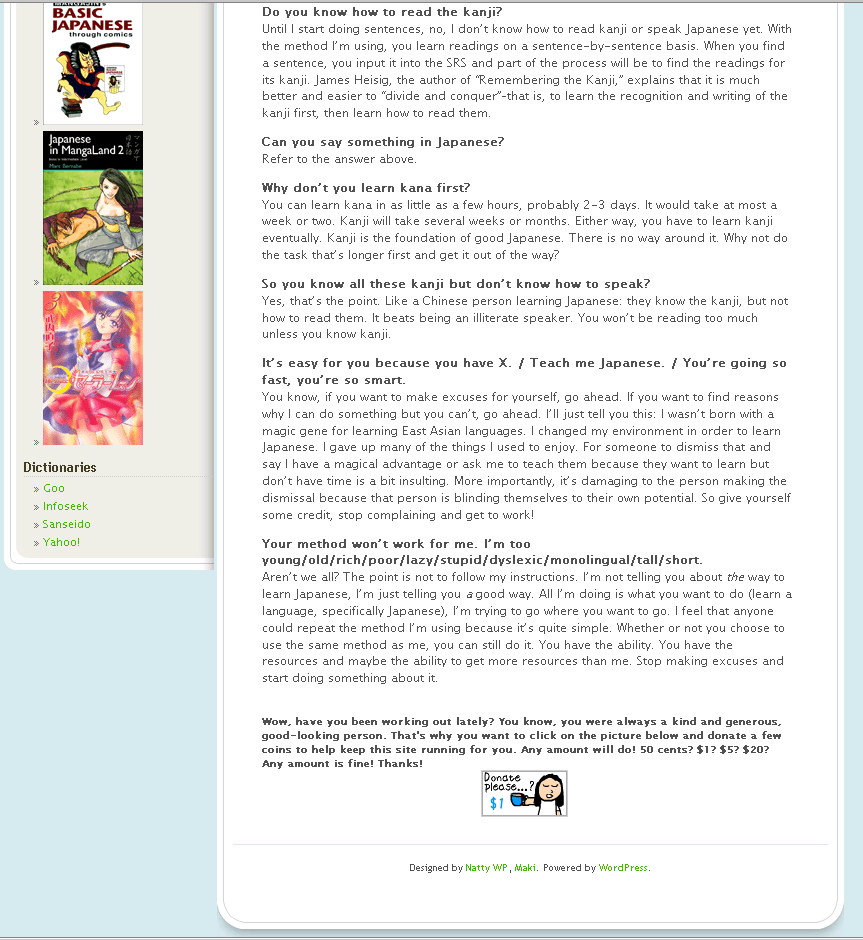 BASIC
JAPANESE
through comics
»
Japanese
in MangaLand 2
Marc Bernabe
マンガで
日本語
»
3
武内直子
セーラームーン
»
Dictionaries
» Goo
» Infoseek
» Sanseido
» Yahoo!
Do you know how to read the kanji?
Until I start doing sentences, no, I don’t know how to read kanji or speak Japanese yet. With
the method I’m using, you learn readings on a sentence-by-sentence basis. When you find
a sentence, you input it into the SRS and part of the process will be to find the readings for
its kanji. James Heisig, the author of “Remembering the Kanji,” explains that it is much
better and easier to “divide and conquer”-that is, to learn the recognition and writing of the
kanji first, then learn how to read them.
Can you say something in Japanese?
Refer to the answer above.
Why don’t you learn kana first?
You can learn kana in as little as a few hours, probably 2-3 days. It would take at most a
week or two. Kanji will take several weeks or months. Either way, you have to learn kanji
eventually. Kanji is the foundation of good Japanese. There is no way around it. Why not do
the task that’s longer first and get it out of the way?
So you know all these kanji but don’t know how to speak?
Yes, that’s the point. Like a Chinese person learning Japanese: they know the kanji, but not
how to read them. It beats being an illiterate speaker. You won’t be reading too much
unless you know kanji.
It’s easy for you because you have X. / Teach me Japanese. / You’re going so
fast, you’re so smart.
You know, if you want to make excuses for yourself, go ahead. If you want to find reasons
why I can do something but you can’t, go ahead. I’ll just tell you this: I wasn’t born with a
magic gene for learning East Asian languages. I changed my environment in order to learn
Japanese. I gave up many of the things I used to enjoy. For someone to dismiss that and
say I have a magical advantage or ask me to teach them because they want to learn but
don’t have time is a bit insulting. More importantly, it’s damaging to the person making the
dismissal because that person is blinding themselves to their own potential. So give yourself
some credit, stop complaining and get to work!
Your method won’t work for me. I’m too
young/old/rich/poor/lazy/stupid/dyslexic/monolingual/tall/short.
Aren’t we all? The point is not to follow my instructions. I’m not telling you about the way to
learn Japanese, I’m just telling you a good way. All I’m doing is what you want to do (learn a
language, specifically Japanese), I’m trying to go where you want to go. I feel that anyone
could repeat the method I’m using because it’s quite simple. Whether or not you choose to
use the same method as me, you can still do it. You have the ability. You have the
resources and maybe the ability to get more resources than me. Stop making excuses and
start doing something about it.
Wow, have you been working out lately? You know, you were always a kind and generous,
good-looking person. That's why you want to click on the picture below and donate a few
coins to help keep this site running for you. Any amount will do! 50 cents? $1? $5? $20?
Any amount is fine! Thanks!
Donate
please...?
$1
Designed by Natty WP, Maki. Powered by WordPress.